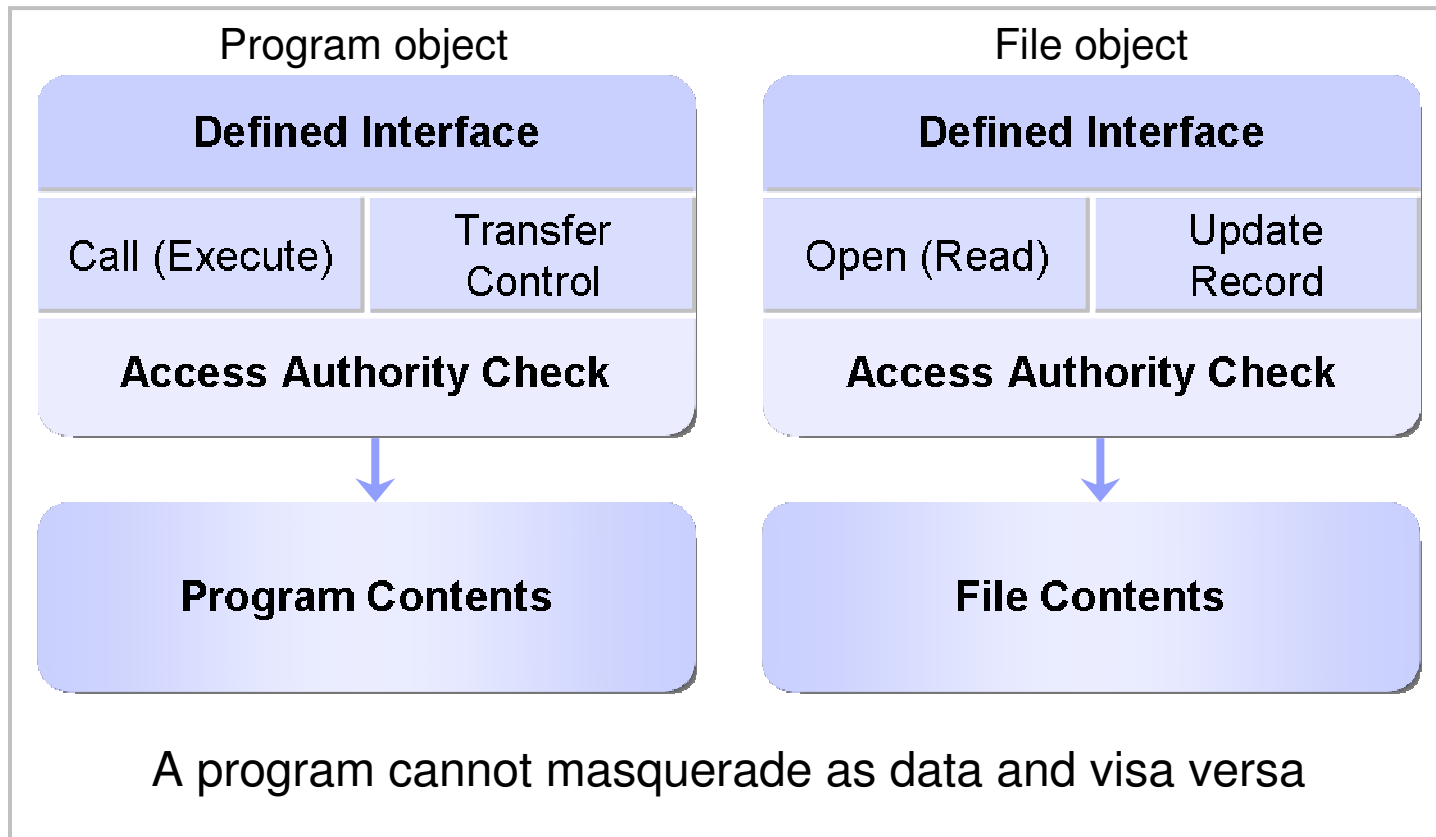 Program object
Defined Interface
Call (Execute)
Transfer
Control
Access Authority Check
Program Contents
File object
Defined Interface
Open (Read)
Update
Record
Access Authority Check
File Contents
A program cannot masquerade as data and visa versa